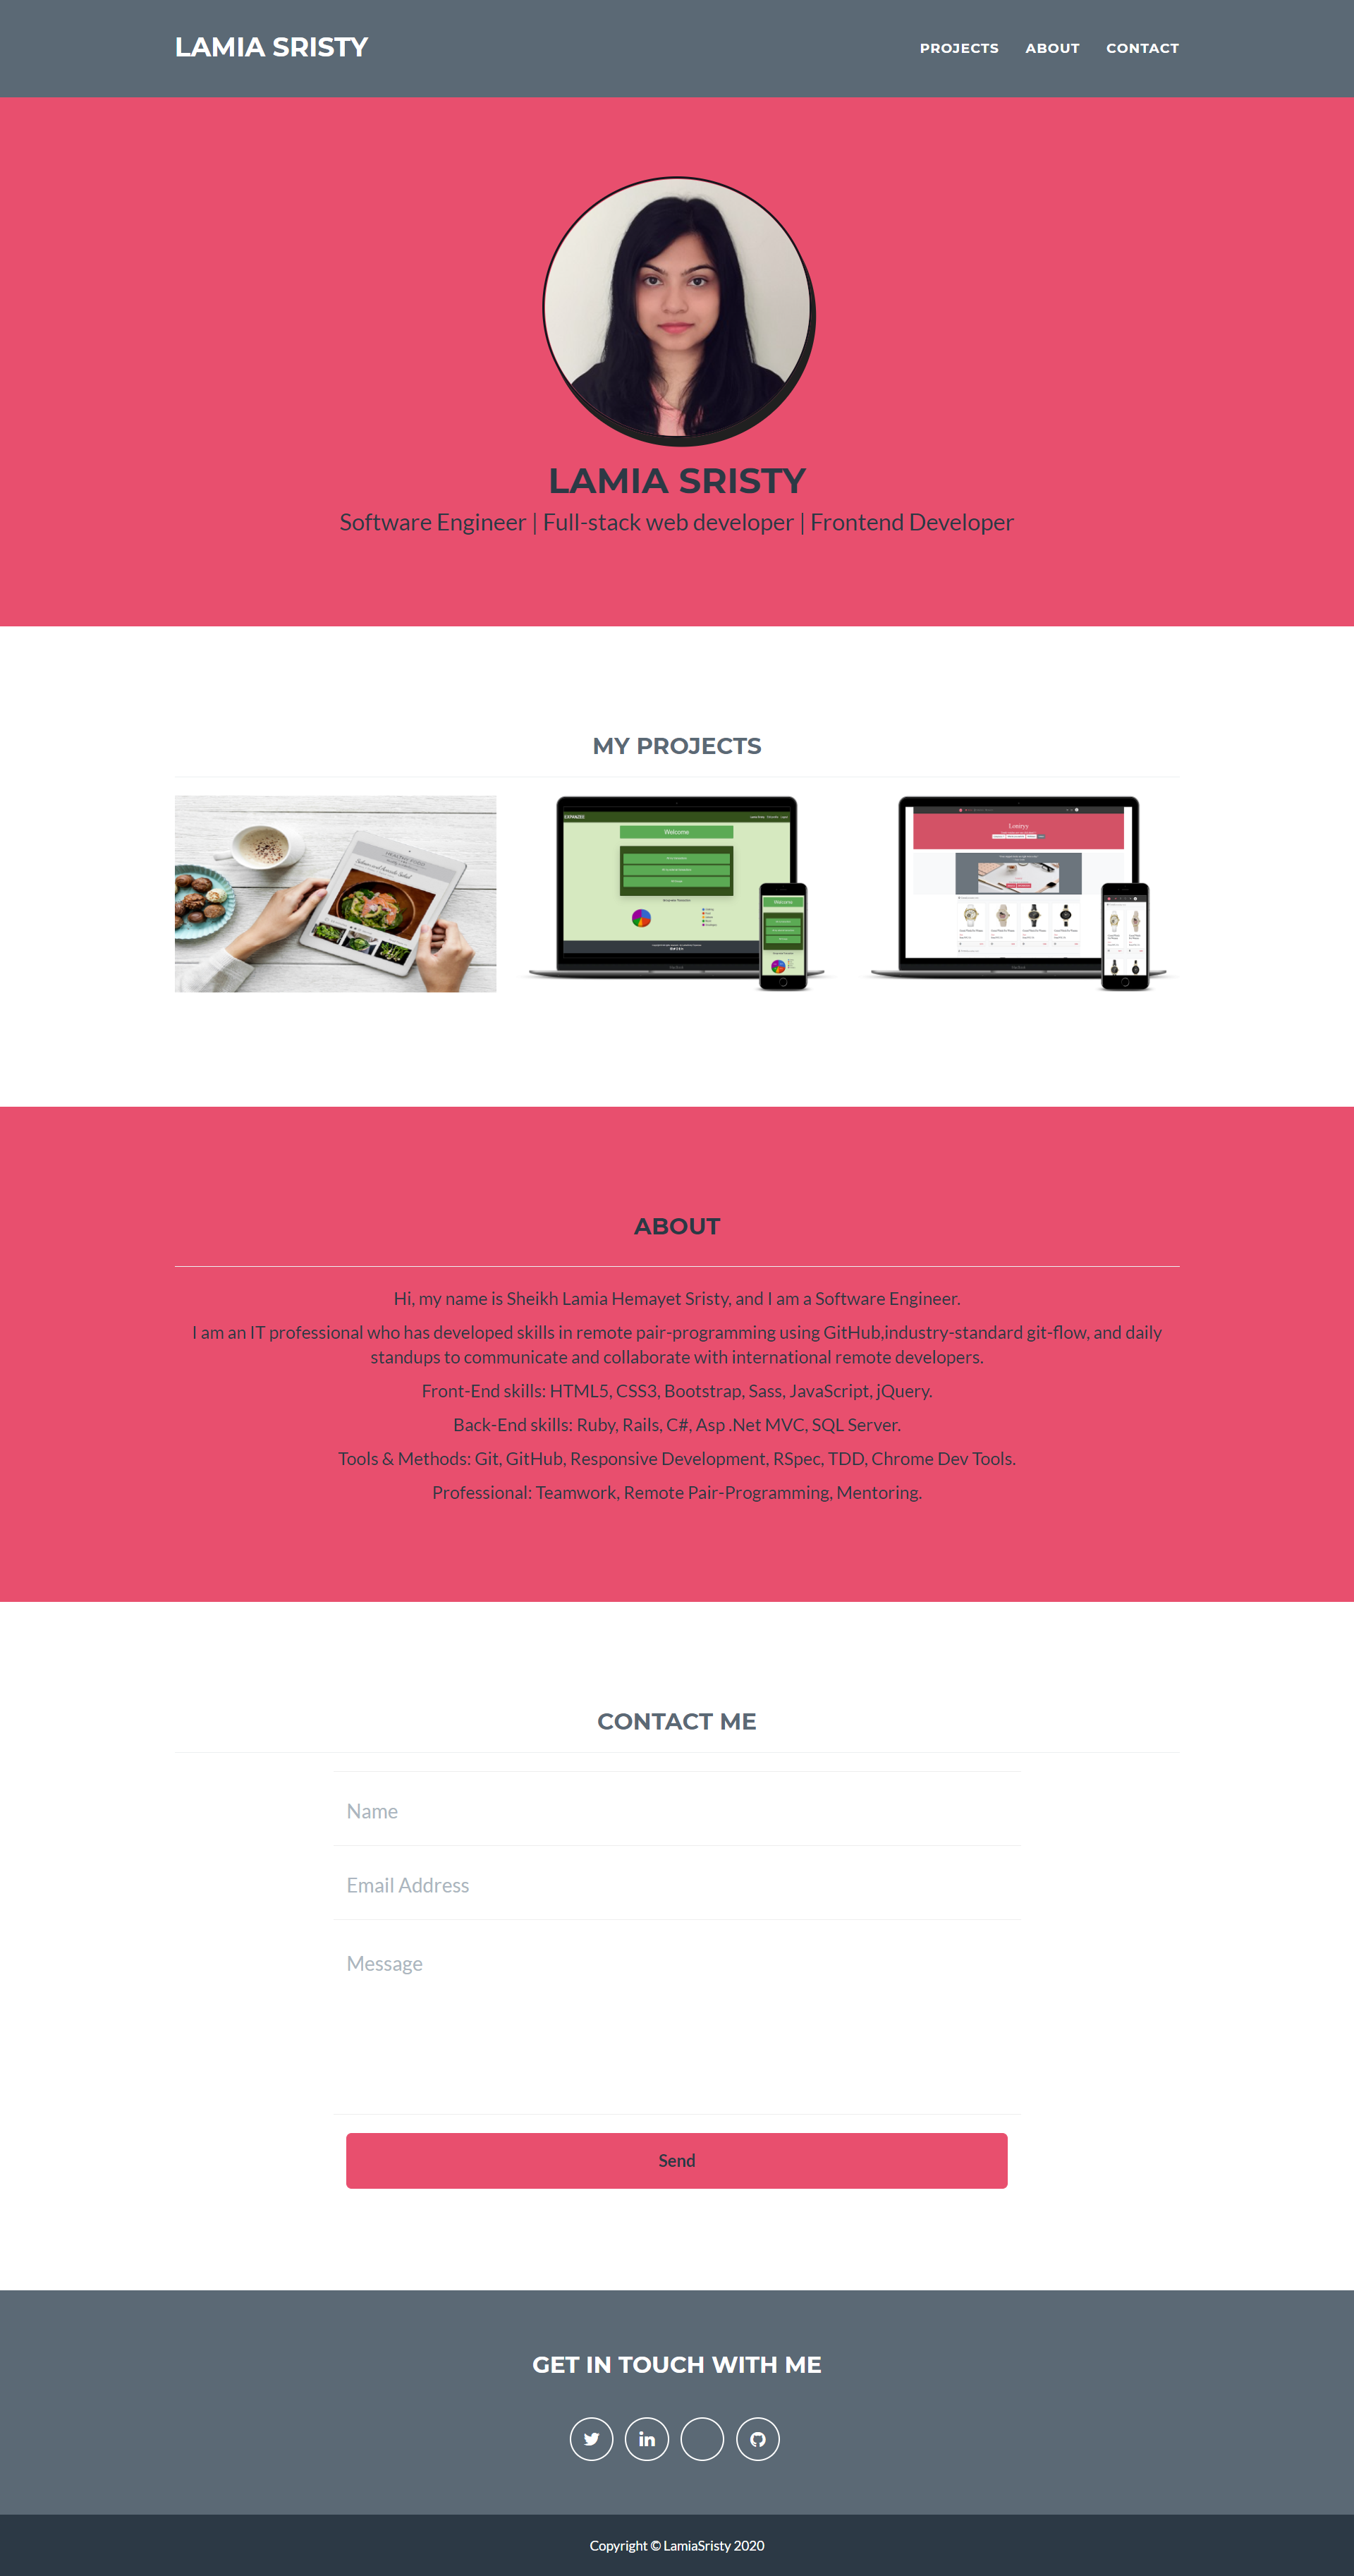 LAMIA SRISTY
PROJECTS ABOUT CONTACT
LAMIA SRISTY
Software Engineer | Full-stack web developer | Frontend Developer
MY PROJECTS
HEALTHY FOOD
EXPANZEE
Welcome
Welcome
Lontryy
ABOUT
Hi, my name is Sheikh Lamia Hemayet Sristy, and I am a Software Engineer.
I am an IT professional who has developed skills in remote pair-programming using GitHub,industry-standard git-flow, and daily
standups to communicate and collaborate with international remote developers.
Front-End skills: HTML5, CSS3, Bootstrap, Sass, JavaScript, jQuery.
Back-End skills: Ruby, Rails, C#, Asp .Net MVC, SQL Server.
Tools & Methods: Git, GitHub, Responsive Development, RSpec, TDD, Chrome Dev Tools.
Professional: Teamwork, Remote Pair-Programming, Mentoring.
CONTACT ME
Name
Email Address
Message
Send
GET IN TOUCH WITH ME
Copyright © LamiaSristy 2020